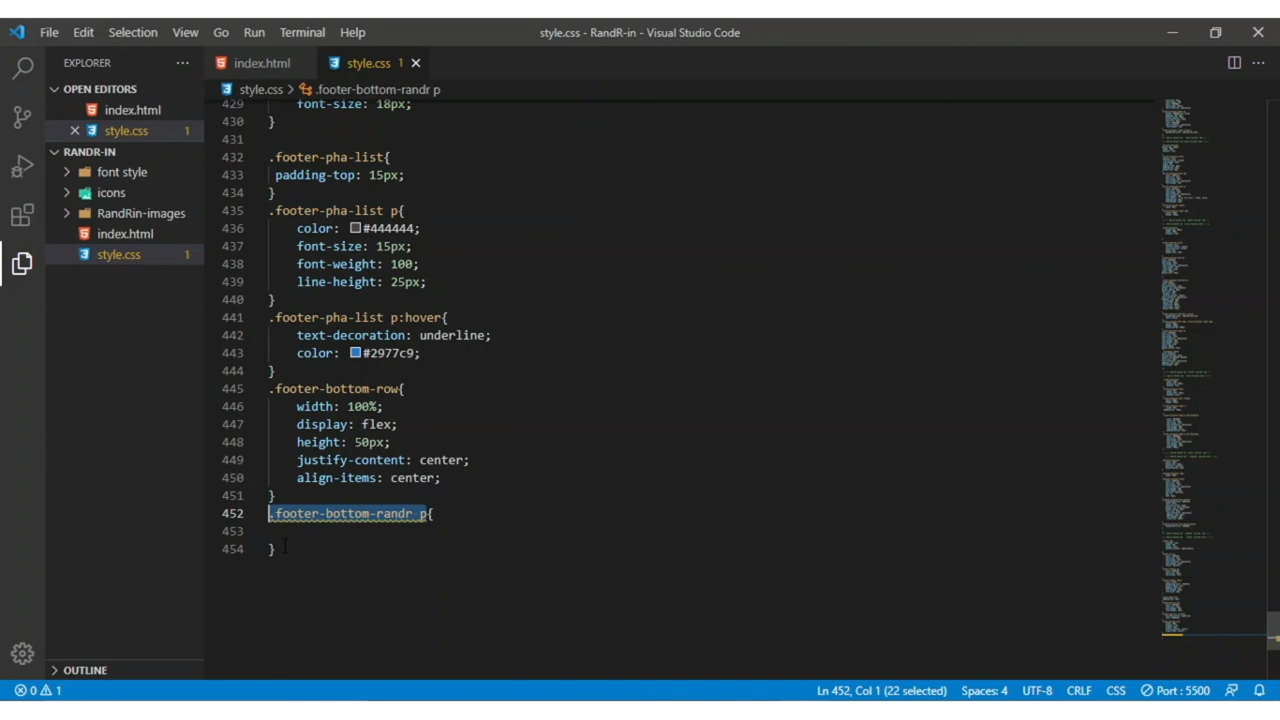 File Edit Selection View Go Run Terminal Help
style.css - RandR-in - Visual Studio Code
EXPLORER
OPEN EDITORS
index.html
style.css 1
RANDR-IN
font style
icons
RandRin-images
index.html
style.css 1
OUTLINE
index.html style.css 1
style.css > .footer-bottom-randr p
429 font-size: 18px;
430 }
431
432 .footer-pha-list{
433 padding-top: 15px;
434 }
435 .footer-pha-list p{
436 color: #444444;
437 font-size: 15px;
438 font-weight: 100;
439 line-height: 25px;
440 }
441 .footer-pha-list p:hover{
442 text-decoration: underline;
443 color: #2977c9;
444 }
445 .footer-bottom-row{
446 width: 100%;
447 display: flex;
448 height: 50px;
449 justify-content: center;
450 align-items: center;
451 }
452 .footer-bottom-randr p{
453
454 }
0 1 Ln 452, Col 1 (22 selected) Spaces: 4 UTF-8 CRLF CSS Port : 5500